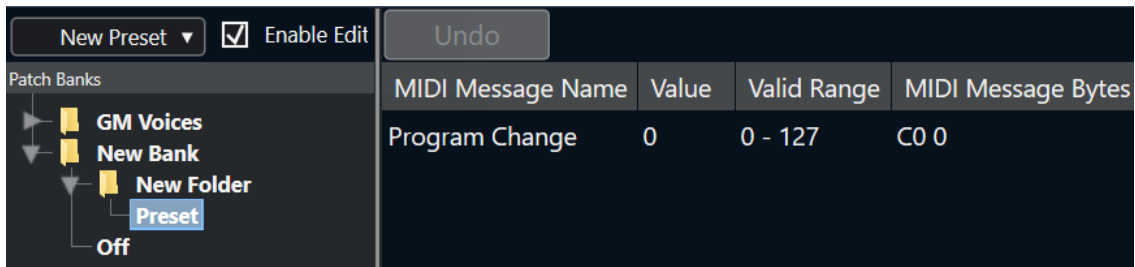 New Preset ▼ Enable Edit Undo
Patch Banks
MIDI Message Name Value Valid Range MIDI Message Bytes
GM Voices
New Bank
New Folder
Preset
Off
Program Change 0 0 - 127 C0 0